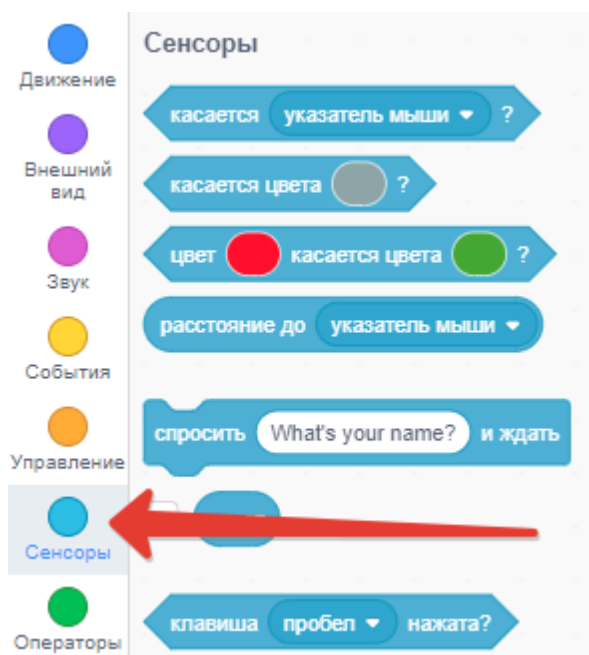 Движение
Внешний
вид
Звук
События
Управление
Сенсоры
Операторы
Сенсоры
касается указатель мыши ?
касается цвета ?
цвет касается цвета ?
расстояние до указатель мыши
спросить What's your name? и ждать
клавиша пробел нажата?